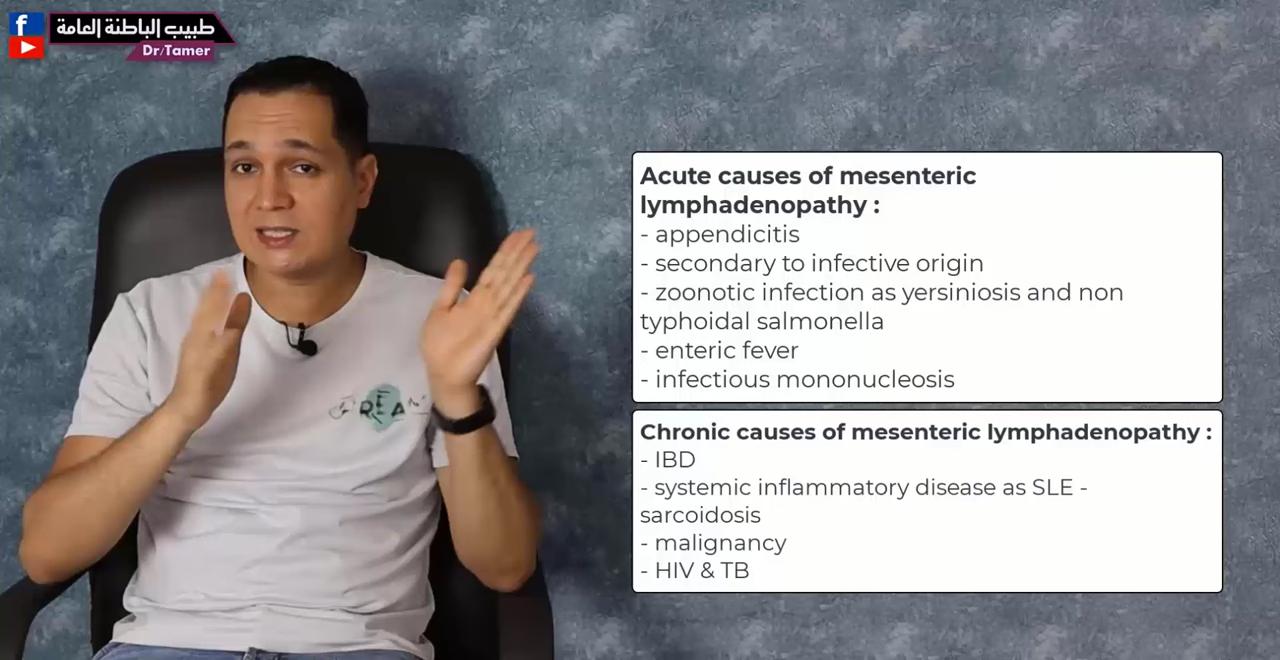 طبيب الباطنة العامة
Dr/Tamer
Acute causes of mesenteric
lymphadenopathy :
- appendicitis
- secondary to infective origin
- zoonotic infection as yersiniosis and non
typhoidal salmonella
- enteric fever
- infectious mononucleosis
Chronic causes of mesenteric lymphadenopathy :
- IBD
- systemic inflammatory disease as SLE -
sarcoidosis
- malignancy
- HIV & TB